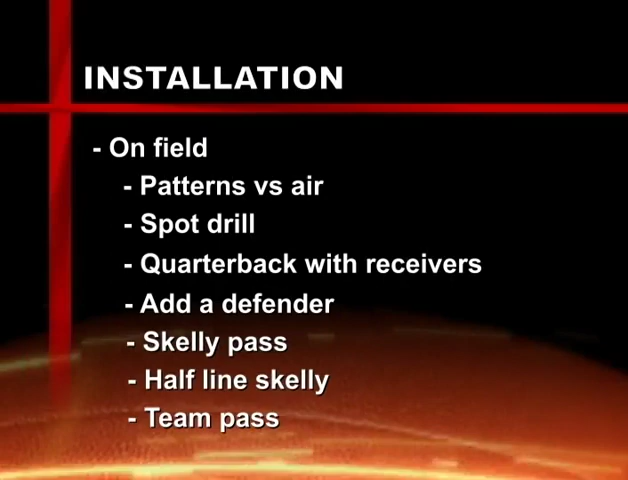 INSTALLATION
- On field
- Patterns vs air
- Spot drill
- Quarterback with receivers
- Add a defender
- Skelly pass
- Half line skelly
- Team pass